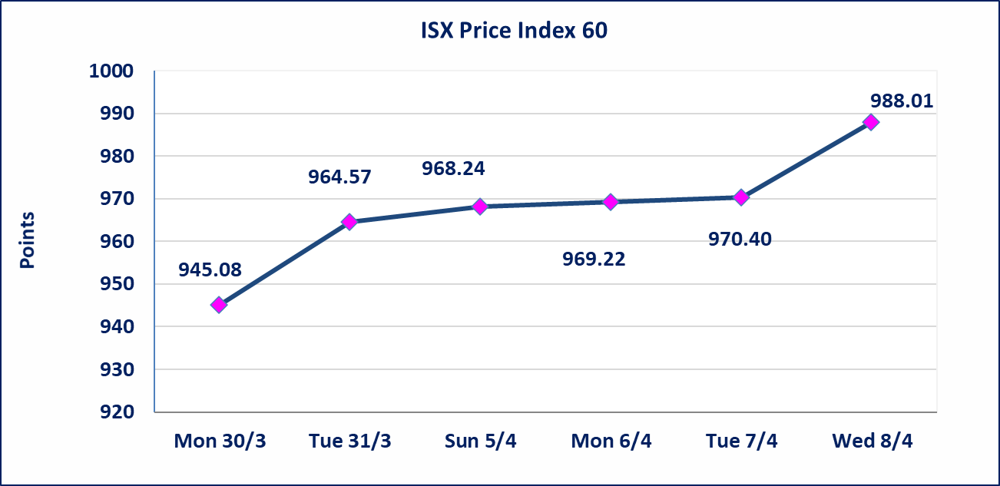 ISX Price Index 60
1000
990
980
970
960
950
940
930
920
Points
945.08
964.57
968.24
969.22
970.40
988.01
Mon 30/3
Tue 31/3
Sun 5/4
Mon 6/4
Tue 7/4
Wed 8/4